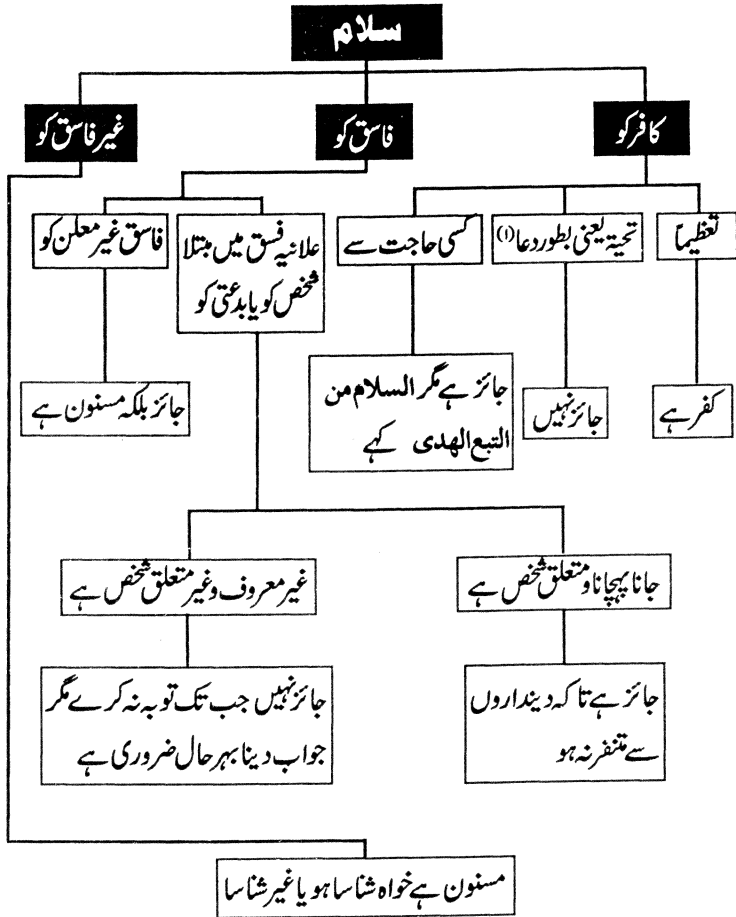 سلام
کافر کو
فاسق کو
غیر فاسق کو
تعظیماً
تحیۃ یعنی بطور دعا (۱)
کسی حاجت سے
علانیہ فسق میں مبتلا
شخص کو یا بدعتی کو
فاسق غیر معلن کو
کفر ہے
جائز نہیں
جائز ہے مگر السلام من
التبع الهدى کہے
جائز بلکہ مسنون ہے
جانا پہچانا و متعلق شخص ہے
غیر معروف و غیر متعلق شخص ہے
جائز ہے تا کہ دینداروں
سے متنفر نہ ہو
جائز نہیں جب تک توبہ نہ کرے مگر
جواب دینا بہر حال ضروری ہے
مسنون ہے خواہ شناسا ہو یا غیر شناسا